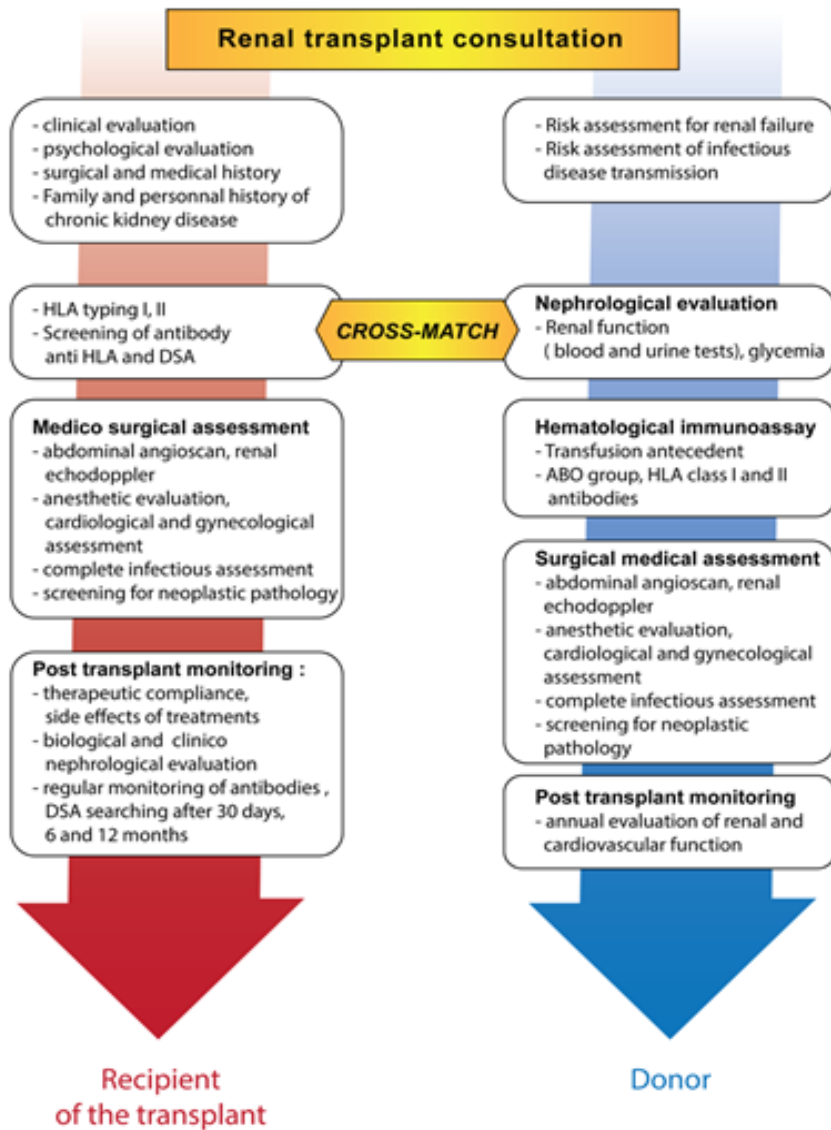 Renal transplant consultation
- clinical evaluation
- psychological evaluation
- surgical and medical history
- Family and personnal history of
chronic kidney disease
- Risk assessment for renal failure
- Risk assessment of infectious
disease transmission
- HLA typing I, II
- Screening of antibody
anti HLA and DSA
CROSS-MATCH
Nephrological evaluation
- Renal function
( blood and urine tests), glycemia
Medico surgical assessment
- abdominal angioscan, renal
echodoppler
- anesthetic evaluation,
cardiological and gynecological
assessment
- complete infectious assessment
- screening for neoplastic pathology
Hematological immunoassay
- Transfusion antecedent
- ABO group, HLA class I and II
antibodies
Surgical medical assessment
- abdominal angioscan, renal
echodoppler
- anesthetic evaluation,
cardiological and gynecological
assessment
- complete infectious assessment
- screening for neoplastic
pathology
Post transplant monitoring :
- therapeutic compliance,
side effects of treatments
- biological and clinico
nephrological evaluation
- regular monitoring of antibodies ,
DSA searching after 30 days,
6 and 12 months
Post transplant monitoring
- annual evaluation of renal and
cardiovascular function
Recipient
of the transplant
Donor